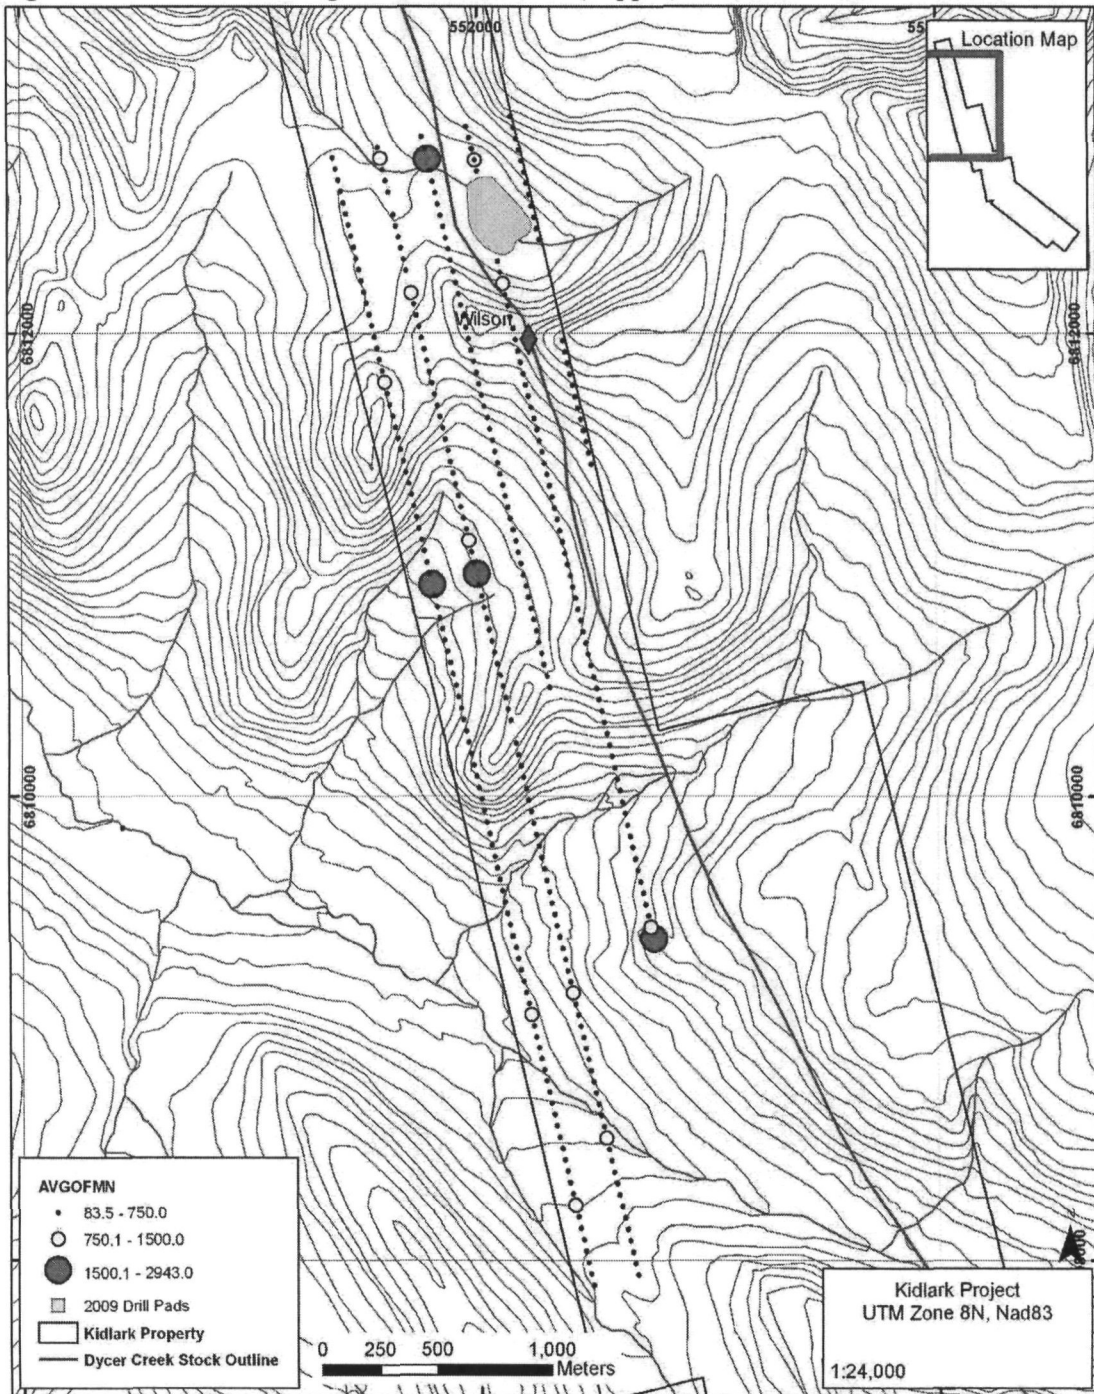 552000
Location Map
6812000
6812000
Wilson
6810000
6810000
AVGOFMN
83.5 - 750.0
750.1 - 1500.0
1500.1 - 2943.0
2009 Drill Pads
Kidlark Property
Dycer Creek Stock Outline
0 250 500 1,000
Meters
Kidlark Project
UTM Zone 8N, Nad83
1:24,000